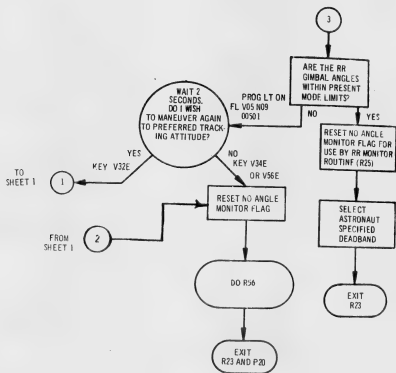 3
ARE THE RR
GIMBAL ANGLES
WITHIN PRESENT
MODE LIMITS?
NO
YES
PROG LT ON
FL V05 N09
00501
WAIT 2
SECONDS.
DO I WISH
TO MANEUVER AGAIN
TO PREFERRED TRACK-
ING ATTITUDE?
YES
KEY V32E
NO
KEY V34E
OR V56E
TO
SHEET 1
1
RESET NO ANGLE
MONITOR FLAG FOR
USE BY RR MONITOR
ROUTINE (R25)
RESET NO ANGLE
MONITOR FLAG
FROM
SHEET 1
2
SELECT
ASTRONAUT
SPECIFIED
DEADBAND
DO R56
EXIT
R23
EXIT
R23 AND P20